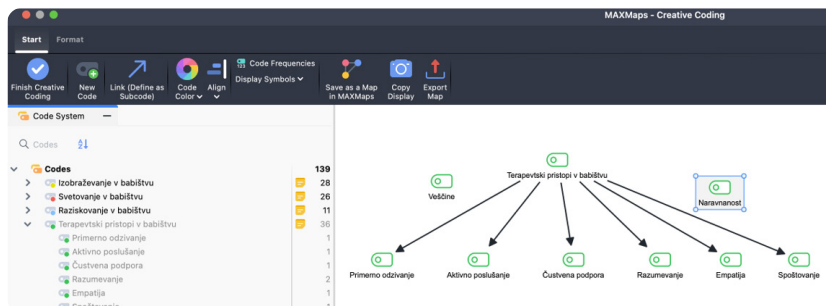 MAXMaps - Creative Coding
Start Format
Finish Creative Coding
New Code
Link (Define as Subcode)
Code Color
Align
Code Frequencies
Display Symbols
Save as a Map in MAXMaps
Copy Display
Export Map
Code System
Codes
Codes 139
Izobraževanje v babištvu 28
Svetovanje v babištvu 26
Raziskovanje v babištvu 11
Terapevtski pristopi v babištvu 36
Primerno odzivanje 1
Aktivno poslušanje 1
Čustvena podpora 1
Razumevanje 2
Empatija 1
Spoštovanje 1
Terapevtski pristopi v babištvu
Veščine
Naravnanost
Primerno odzivanje
Aktivno poslušanje
Čustvena podpora
Razumevanje
Empatija
Spoštovanje